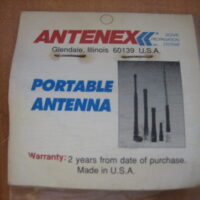 ANTENEX
Glendale, Illinois 60139 U.S.A.
PORTABLE
ANTENNA
Warranty: 2 years from date of purchase.
Made in U.S.A.